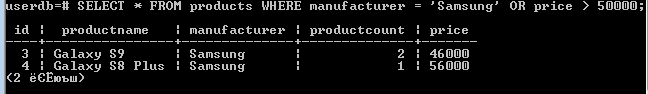 userdb=# SELECT * FROM products WHERE manufacturer = 'Samsung' OR price > 50000;
id ¦ productname ¦ manufacturer ¦ productcount ¦ price
3 ¦ Galaxy S9 ¦ Samsung ¦ 2 ¦ 46000
4 ¦ Galaxy S8 Plus ¦ Samsung ¦ 1 ¦ 56000
(2 ёЄЁюъш)